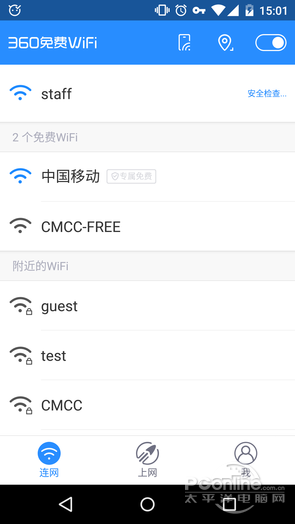 15:01
360免费WiFi
staff 安全检查...
2 个免费WiFi
中国移动 专属免费
CMCC-FREE
附近的WiFi
guest
test
CMCC
连网 上网 我
Pconline
太平洋电脑网